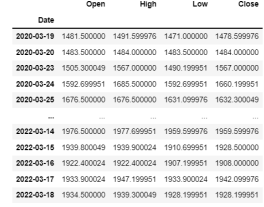 Open High Low Close
Date
2020-03-19 1481.500000 1491.599976 1471.000000 1478.599976
2020-03-20 1483.500000 1484.000000 1483.500000 1484.000000
2020-03-23 1505.300049 1567.000000 1490.199951 1567.000000
2020-03-24 1592.699951 1685.500000 1592.699951 1660.199951
2020-03-25 1676.500000 1676.500000 1631.099976 1632.300049
... ... ... ... ...
2022-03-14 1976.500000 1977.699951 1959.599976 1959.599976
2022-03-15 1939.800049 1939.900024 1910.699951 1928.500000
2022-03-16 1922.400024 1922.400024 1907.199951 1908.000000
2022-03-17 1933.900024 1947.199951 1933.900024 1942.099976
2022-03-18 1934.500000 1939.300049 1928.199951 1928.199951